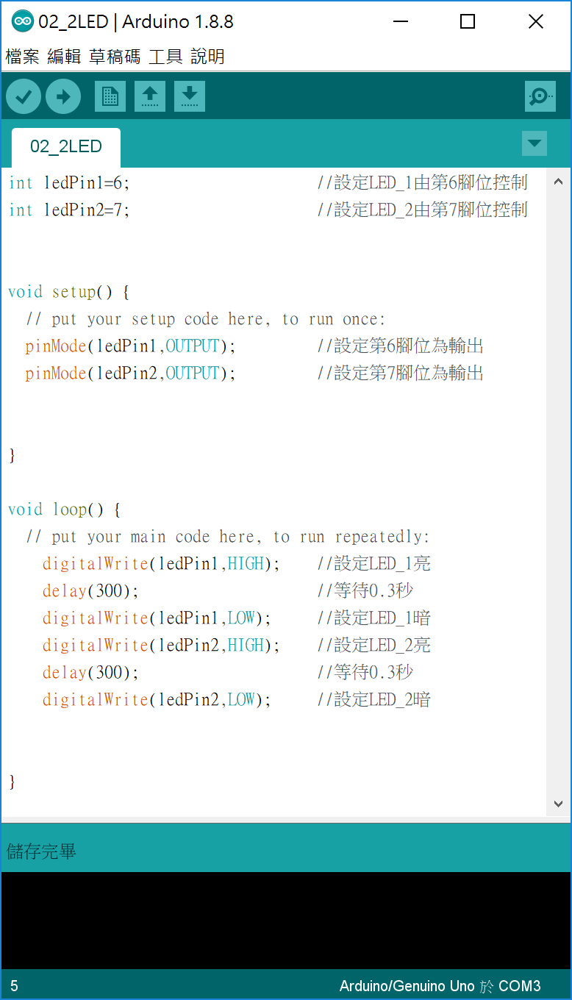 02_2LED | Arduino 1.8.8
檔案 編輯 草稿碼 工具 說明
02_2LED
int ledPin1=6; //設定LED_1由第6腳位控制
int ledPin2=7; //設定LED_2由第7腳位控制
void setup() {
// put your setup code here, to run once:
pinMode(ledPin1,OUTPUT); //設定第6腳位為輸出
pinMode(ledPin2,OUTPUT); //設定第7腳位為輸出
}
void loop() {
// put your main code here, to run repeatedly:
digitalWrite(ledPin1,HIGH); //設定LED_1亮
delay(300); //等待0.3秒
digitalWrite(ledPin1,LOW); //設定LED_1暗
digitalWrite(ledPin2,HIGH); //設定LED_2亮
delay(300); //等待0.3秒
digitalWrite(ledPin2,LOW); //設定LED_2暗
}
儲存完畢
5 Arduino/Genuino Uno 於 COM3